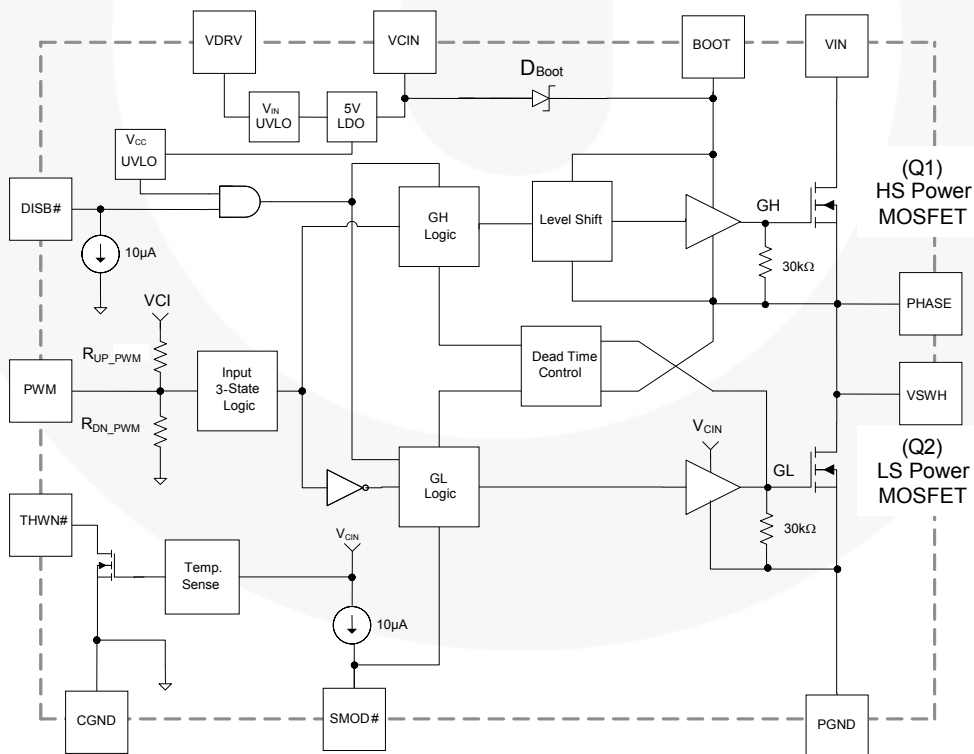 VDRV
VCIN
BOOT
VIN
DBoot
VIN
UVLO
5V
LDO
VCC
UVLO
(Q1)
HS Power
MOSFET
DISB#
GH
Logic
Level Shift
GH
10µA
30kΩ
VCI
PHASE
RUP_PWM
Dead Time
Control
PWM
Input
3-State
Logic
VSWH
RDN_PWM
VCIN
(Q2)
LS Power
MOSFET
GL
Logic
GL
THWN#
30kΩ
VCIN
Temp.
Sense
10µA
CGND
SMOD#
PGND